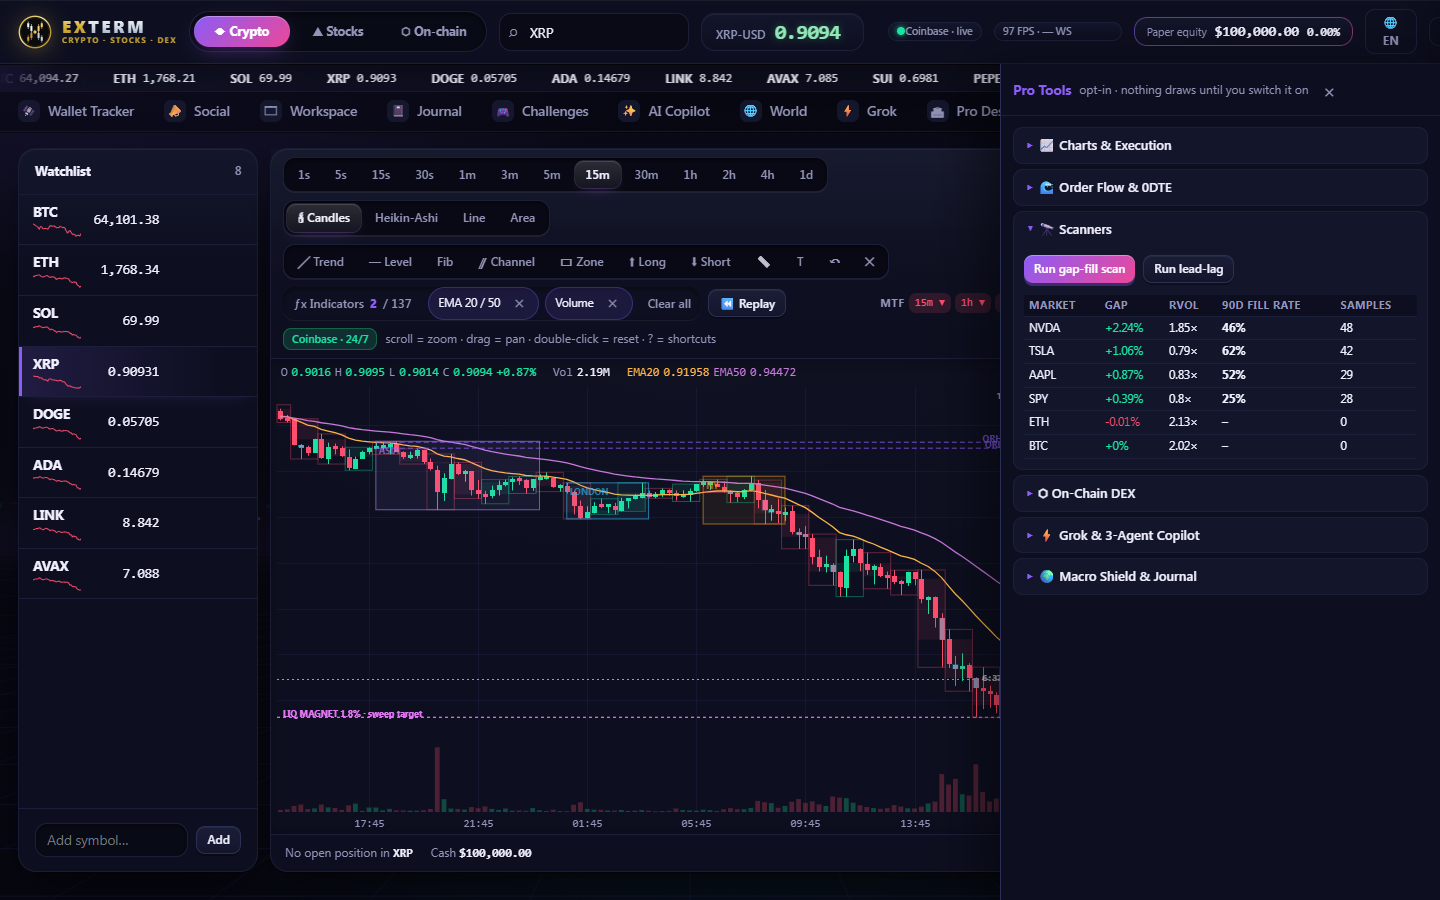 EXTERM
CRYPTO · STOCKS · DEX
Crypto
Stocks
On-chain
XRP
XRP-USD 0.9094
Coinbase · live
97 FPS · — WS
Paper equity $100,000.00 0.00%
EN
64,094.27 ETH 1,768.21 SOL 69.99 XRP 0.9093 DOGE 0.05705 ADA 0.14679 LINK 8.842 AVAX 7.085 SUI 0.6981 PEPE
Wallet Tracker Social Workspace Journal Challenges AI Copilot World Grok Pro De
Watchlist 8
BTC 64,101.38
ETH 1,768.34
SOL 69.99
XRP 0.90931
DOGE 0.05705
ADA 0.14679
LINK 8.842
AVAX 7.088
Add symbol... Add
1s 5s 15s 30s 1m 3m 5m 15m 30m 1h 2h 4h 1d
Candles Heikin-Ashi Line Area
Trend Level Fib Channel Zone Long Short T
ƒx Indicators 2 / 137 EMA 20 / 50 × Volume × Clear all Replay MTF 15m ▼ 1h ▼
Coinbase · 24/7 scroll = zoom · drag = pan · double-click = reset · ? = shortcuts
O 0.9016 H 0.9095 L 0.9014 C 0.9094 +0.87% Vol 2.19M EMA20 0.91958 EMA50 0.94472
ASIA
LONDON
LIQ MAGNET 1.8% · sweep target
17:45 21:45 01:45 05:45 09:45 13:45
No open position in XRP Cash $100,000.00
Pro Tools opt-in · nothing draws until you switch it on ×
Charts & Execution
Order Flow & 0DTE
Scanners
Run gap-fill scan Run lead-lag
MARKET GAP RVOL 90D FILL RATE SAMPLES
NVDA +2.24% 1.85× 46% 48
TSLA +1.06% 0.79× 62% 42
AAPL +0.87% 0.83× 52% 29
SPY +0.39% 0.8× 25% 28
ETH -0.01% 2.13× – 0
BTC +0% 2.02× – 0
On-Chain DEX
Grok & 3-Agent Copilot
Macro Shield & Journal